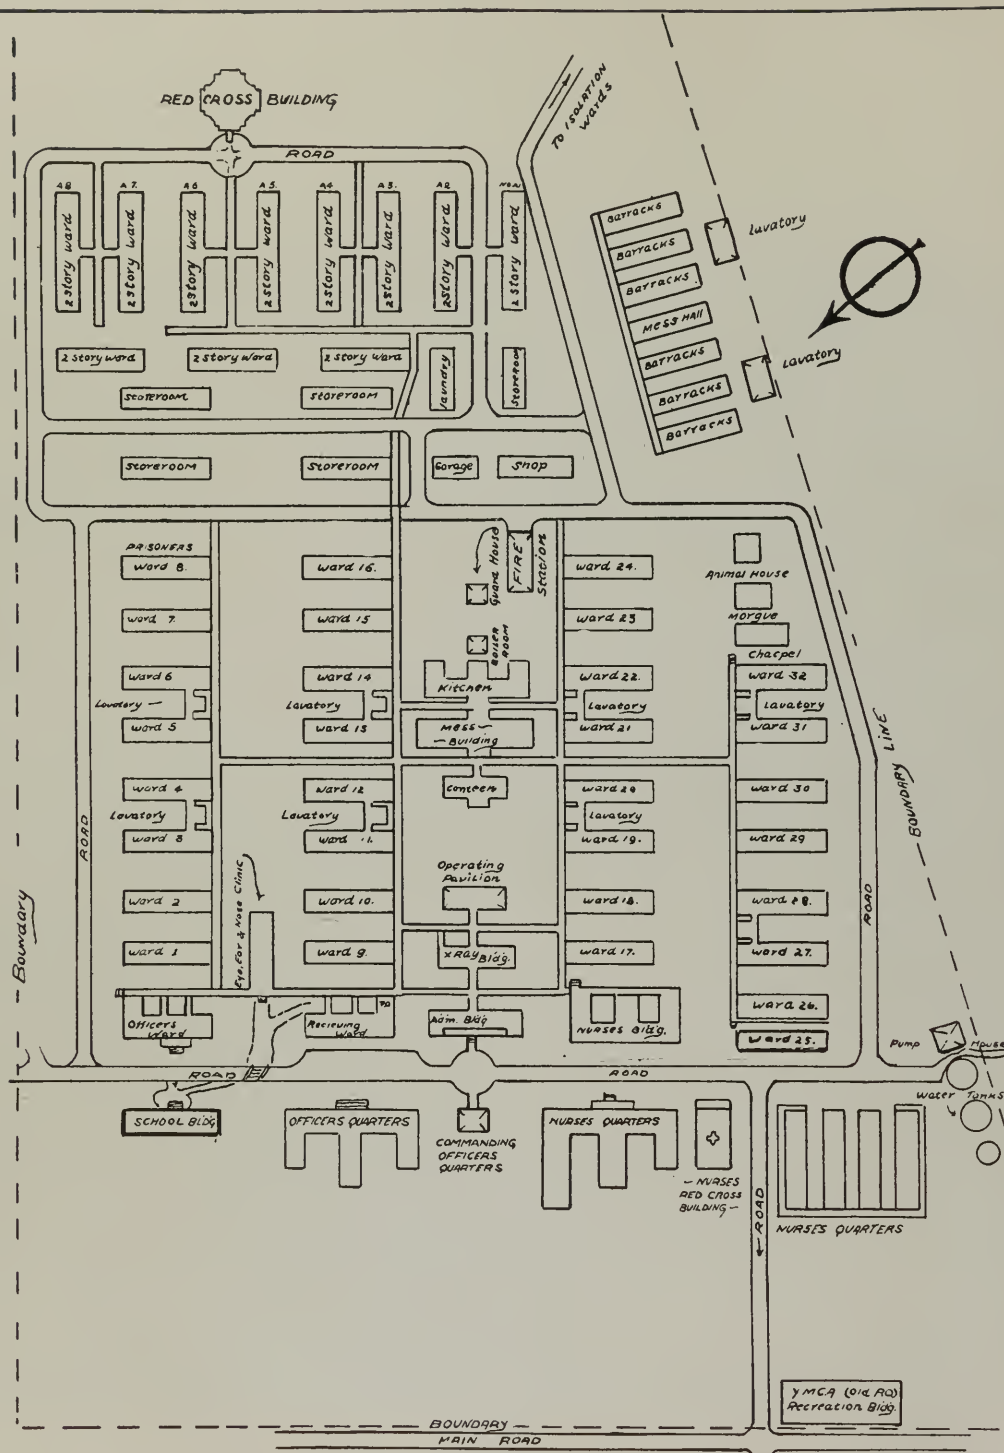 RED CROSS BUILDING
ROAD
TO ISOLATION
Wards
A8
A7.
A6
A5.
A4
A3.
A2
2 Story Ward
2 Story Ward
2 Story Ward
2 Story Ward
2 Story Ward
2 Story Ward
2 Story Ward
2 Story Ward
Barracks
Barracks
Barracks
MESS HALL
Barracks
Barracks
Barracks
Luvatory
Lavatory
2 Story Ward
2 Story Ward
2 Story Ward
Laundry
Storeroom
Storeroom
Storeroom
Storeroom
Storeroom
Garage
Shop
PRISONERS
Ward 8.
Ward 16.
Guard House
FIRE
Station
Ward 24.
Animal House
Ward 7.
Ward 15
BOILER
ROOM
Ward 23
Morgue
Chacpel
Ward 6
Ward 14
Kitchen
Ward 22.
Ward 32
Lavatory
Lavatory
Lavatory
Lavatory
Ward 5
Ward 13
Mess
Building
Ward 21
Ward 31
BOUNDARY LINE
Ward 4
Ward 12
Conteen
Ward 20
Ward 30
Lavatory
Lavatory
Lavatory
ROAD
Ward 3
Ward 11.
Ward 19.
Ward 29
Operating
Pavilion
Boundary
Ward 2
Eye, Ear & Nose Clinic
Ward 10.
Ward 18.
Ward 28.
ROAD
Ward 1
Ward 9.
X Ray Bldg.
Ward 17.
Ward 27.
Officers
Ward
Recieving
Ward
Adm. Bldg
NURSES Bldg.
Ward 26.
Ward 25.
Pump House
ROAD
ROAD
Water Tanks
SCHOOL Bldg
OFFICERS QUARTERS
COMMANDING
OFFICERS
QUARTERS
NURSES QUARTERS
- NURSES
RED CROSS
BUILDING -
ROAD
NURSES QUARTERS
YMCA (Old RQ)
Recreation Bldg.
BOUNDARY
MAIN ROAD